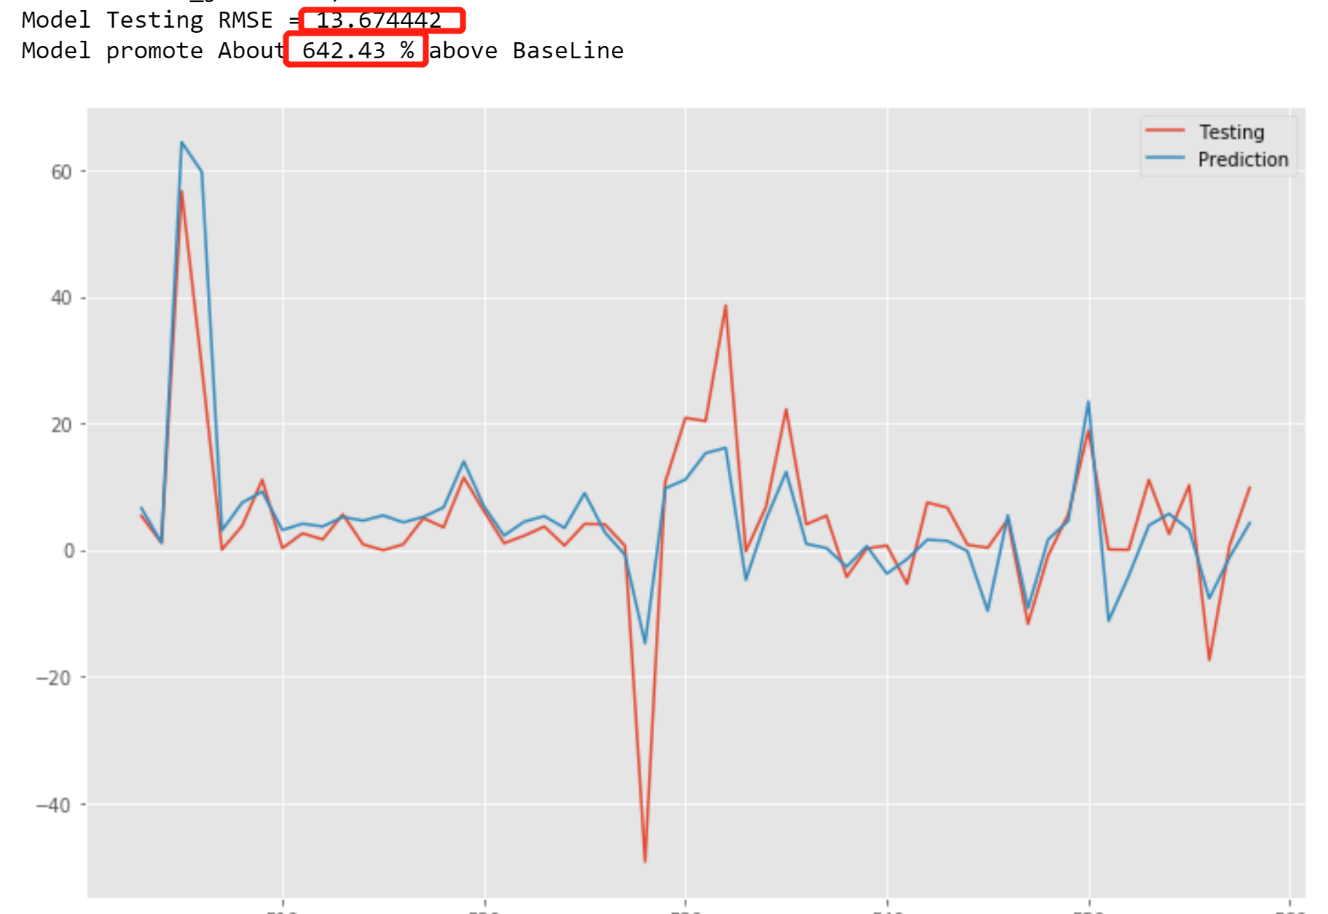 Model Testing RMSE = 13.674442
Model promote About 642.43 % above BaseLine
Testing
Prediction
60
40
20
0
−20
−40